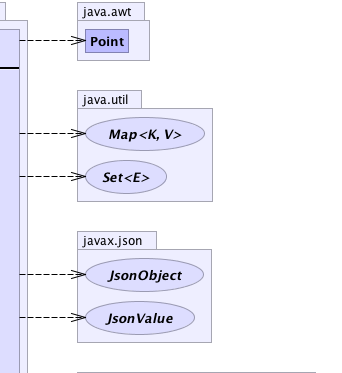 java.awt
Point
java.util
Map<K, V>
Set<E>
javax.json
JsonObject
JsonValue